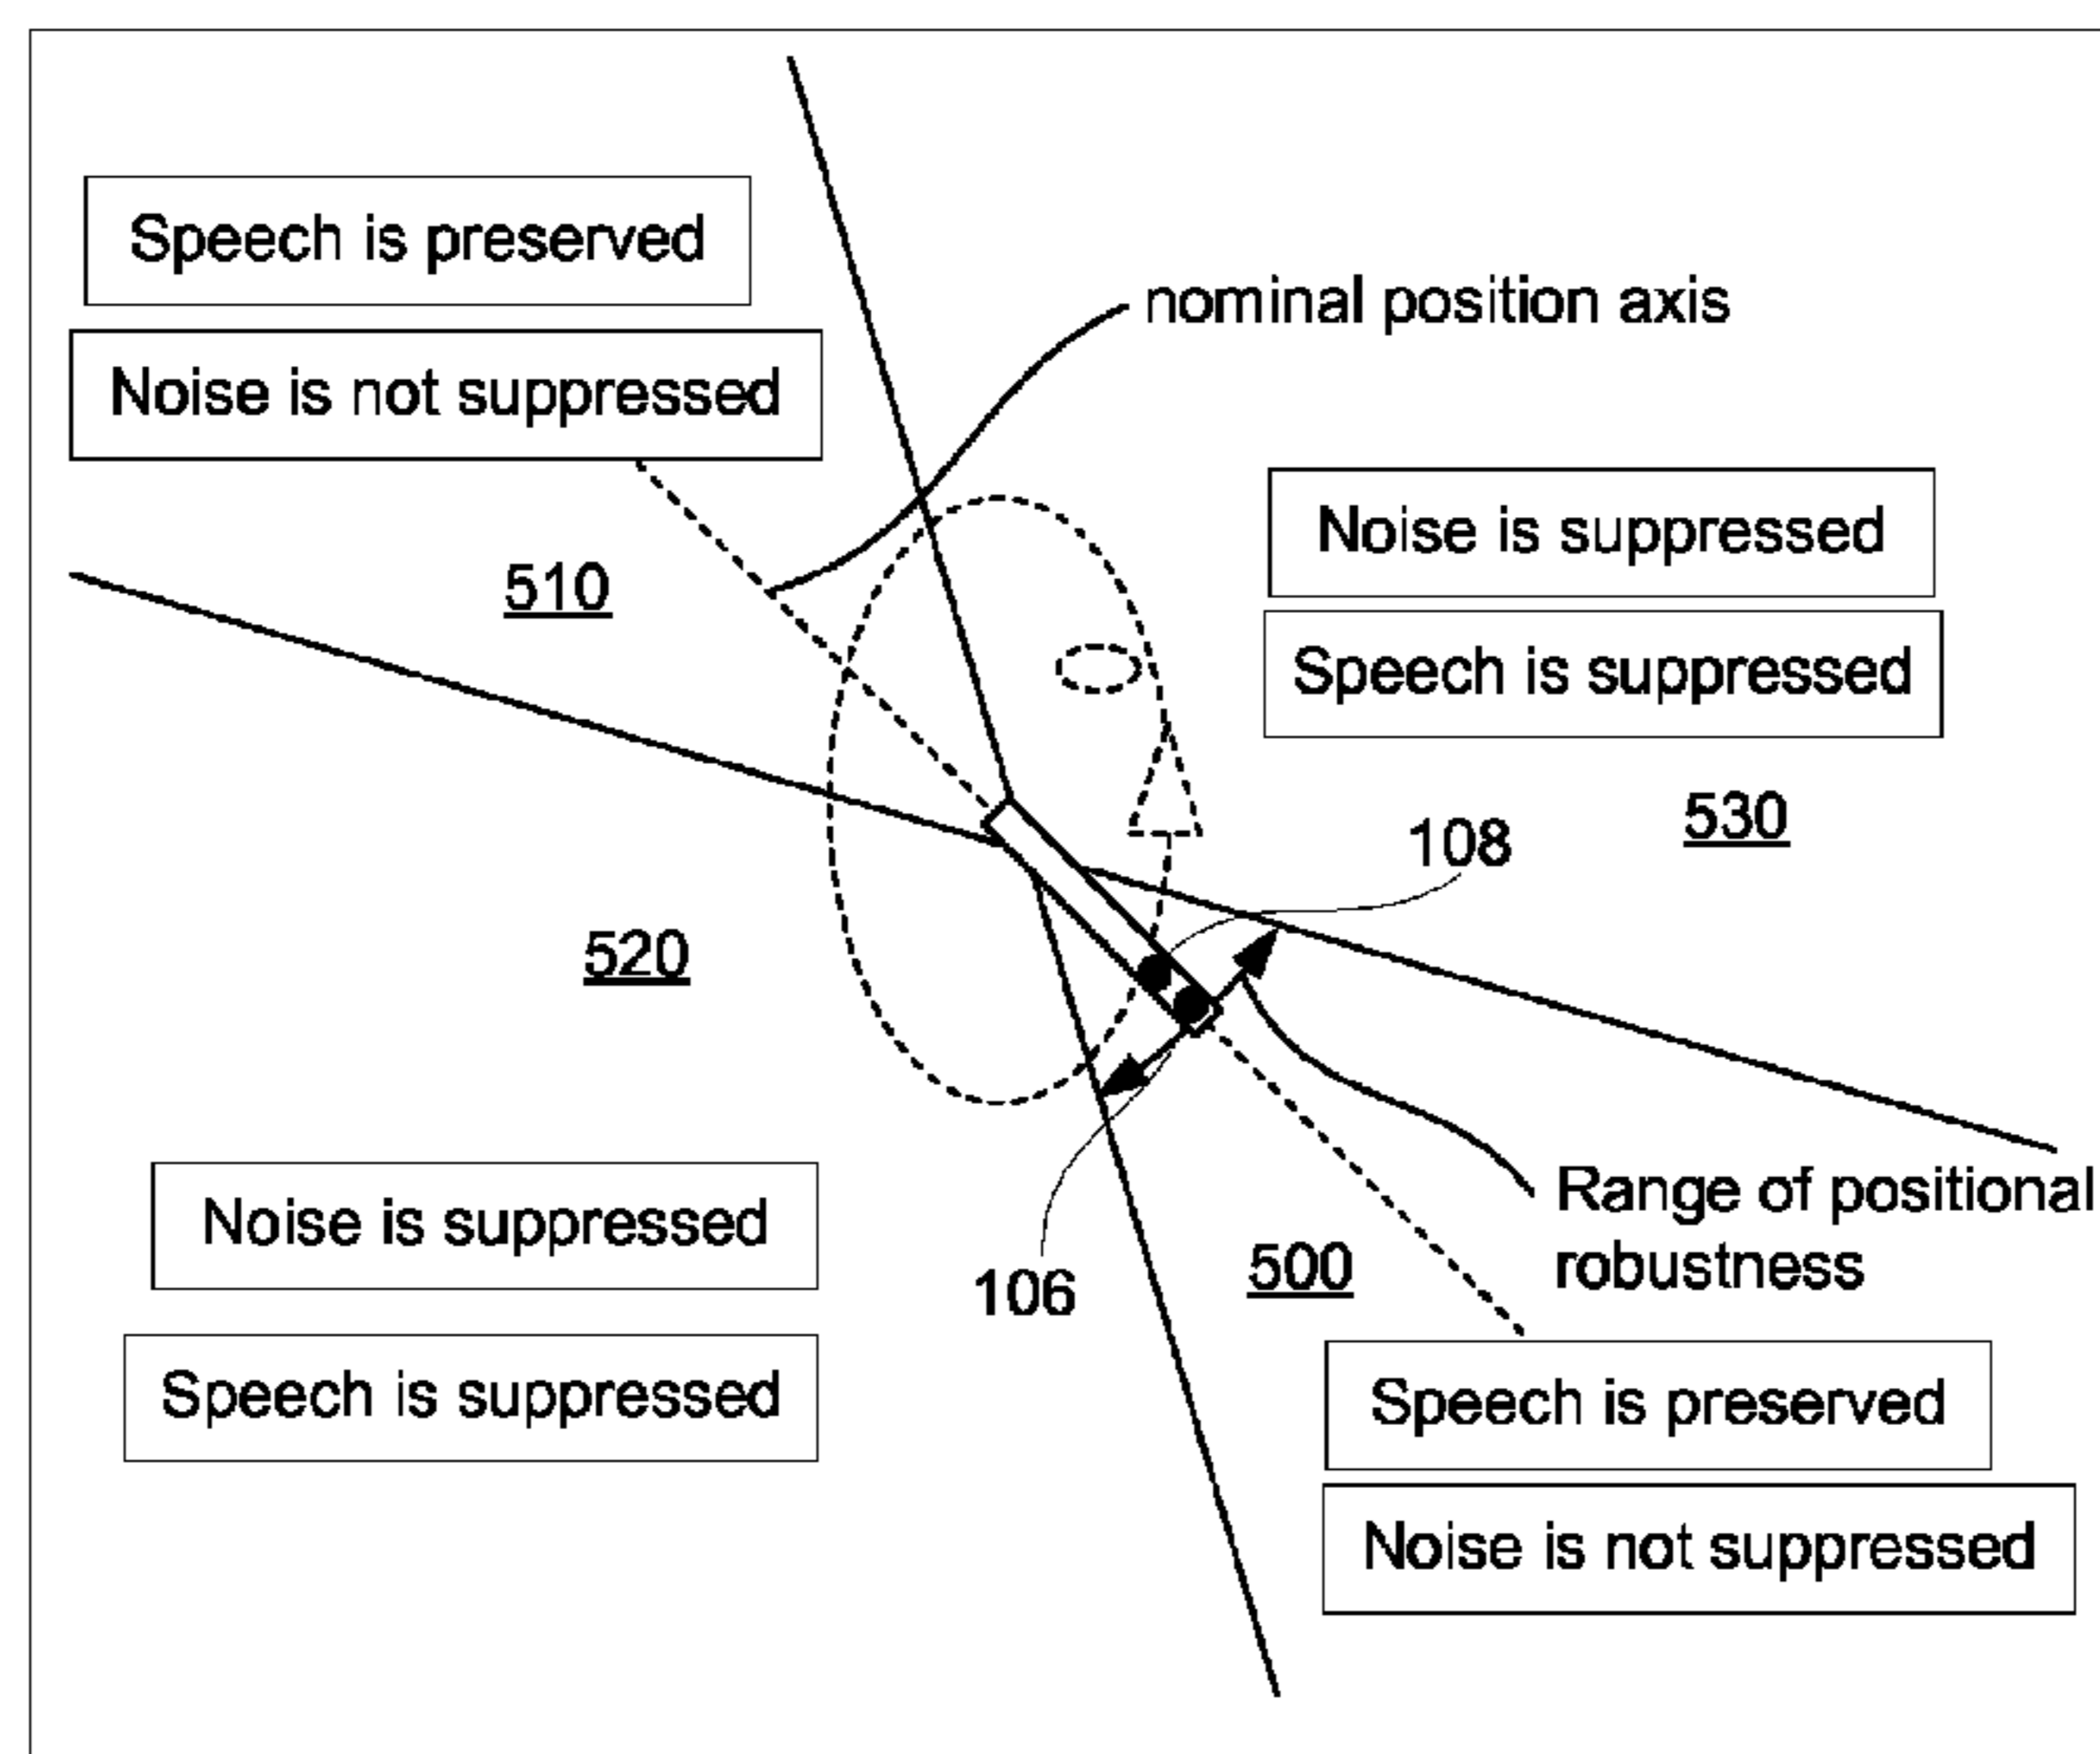 Speech is preserved
nominal position axis
Noise is not suppressed
Noise is suppressed
510
Speech is suppressed
530
108
520
Range of positional
robustness
Noise is suppressed
106
500
Speech is suppressed
Speech is preserved
Noise is not suppressed